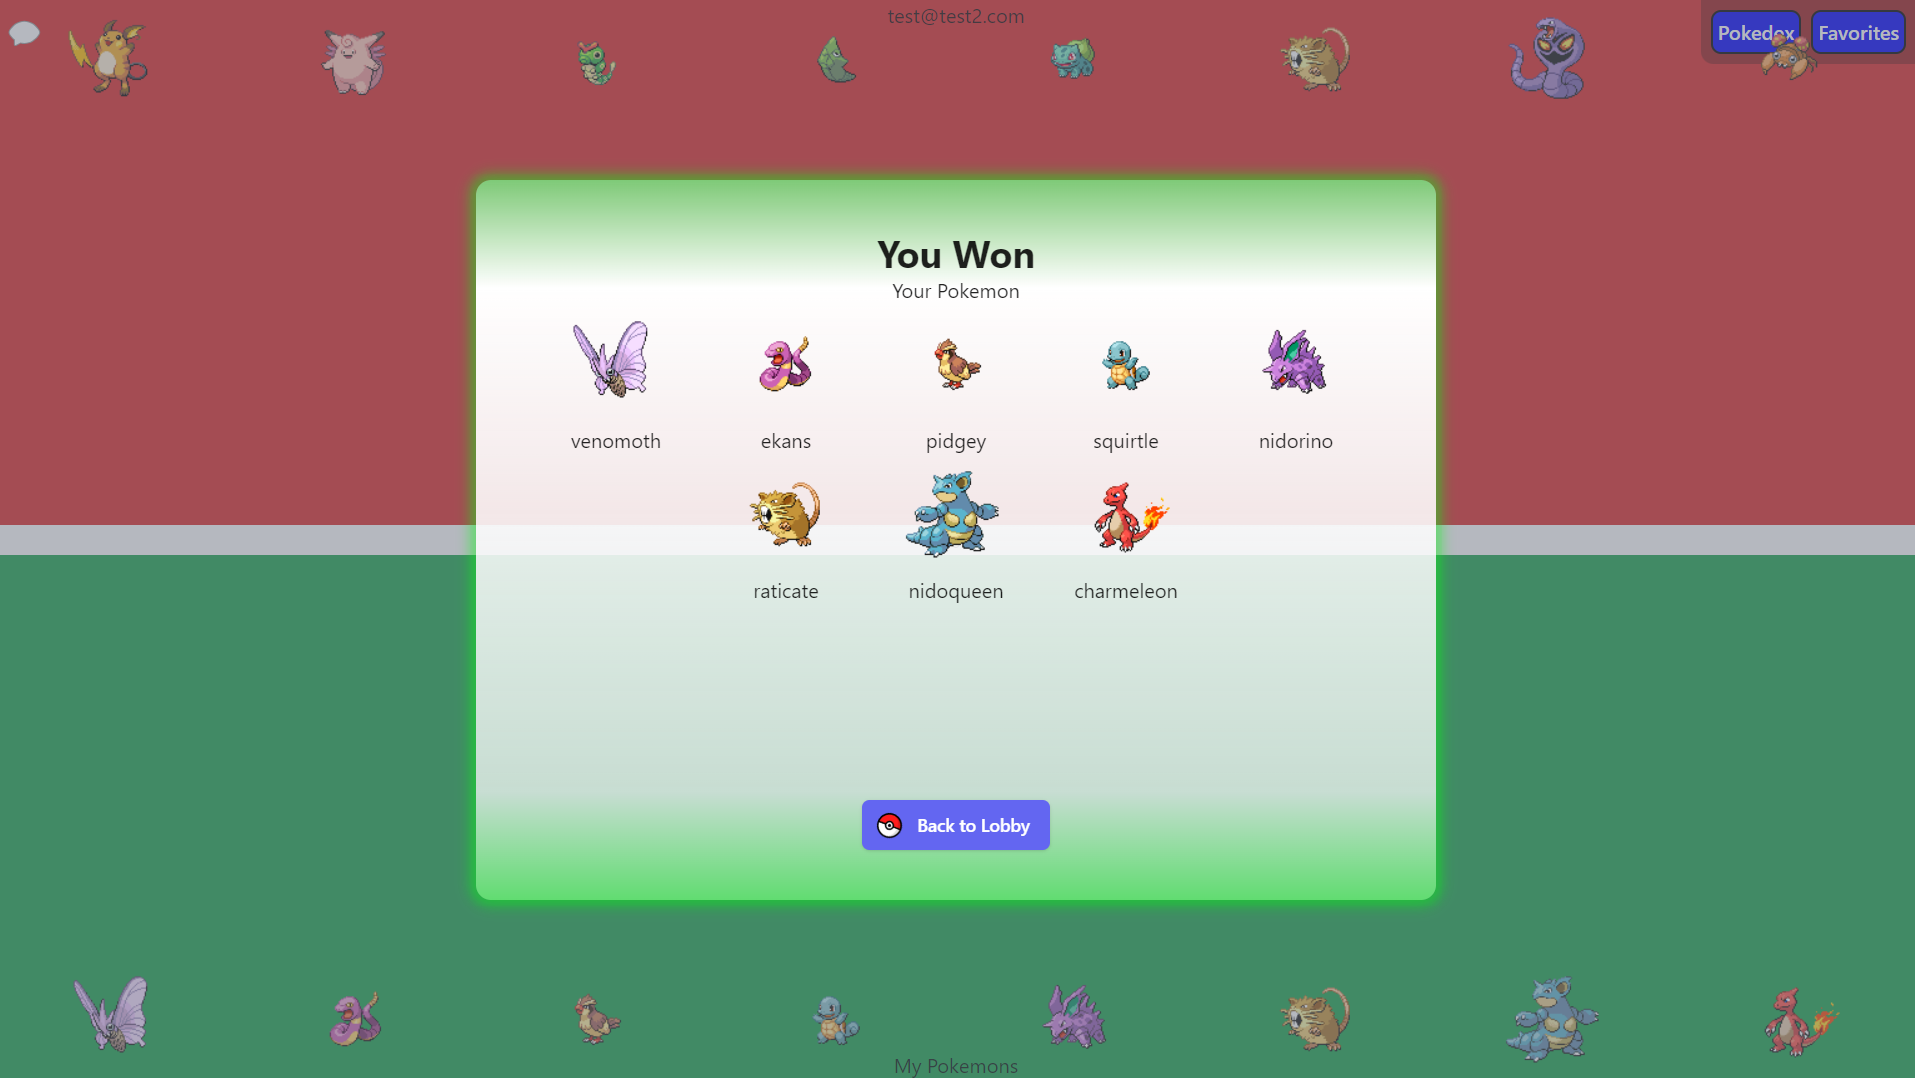 test@test2.com
Pokedex Favorites
You Won
Your Pokemon
venomoth ekans pidgey squirtle nidorino
raticate nidoqueen charmeleon
Back to Lobby
My Pokemons